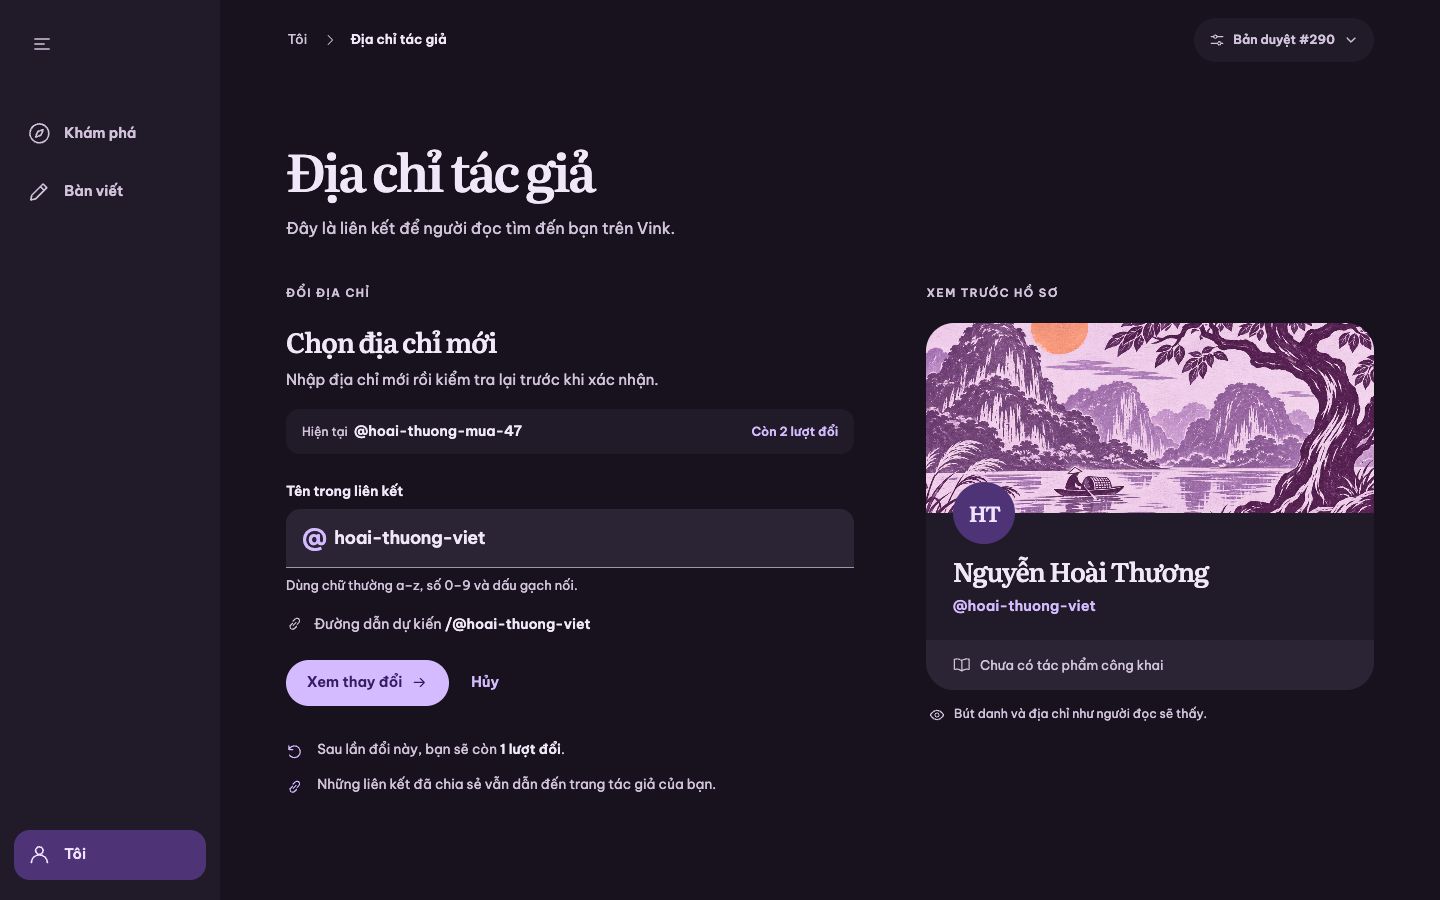 Tôi > Địa chỉ tác giả
Bản duyệt #290
Khám phá
Bàn viết
Tôi
Địa chỉ tác giả
Đây là liên kết để người đọc tìm đến bạn trên Vink.
ĐỔI ĐỊA CHỈ
Chọn địa chỉ mới
Nhập địa chỉ mới rồi kiểm tra lại trước khi xác nhận.
Hiện tại @hoai-thuong-mua-47
Còn 2 lượt đổi
Tên trong liên kết
@ hoai-thuong-viet
Dùng chữ thường a–z, số 0–9 và dấu gạch nối.
Đường dẫn dự kiến /@hoai-thuong-viet
Xem thay đổi →
Hủy
Sau lần đổi này, bạn sẽ còn 1 lượt đổi.
Những liên kết đã chia sẻ vẫn dẫn đến trang tác giả của bạn.
XEM TRƯỚC HỒ SƠ
HT
Nguyễn Hoài Thương
@hoai-thuong-viet
Chưa có tác phẩm công khai
Bút danh và địa chỉ như người đọc sẽ thấy.